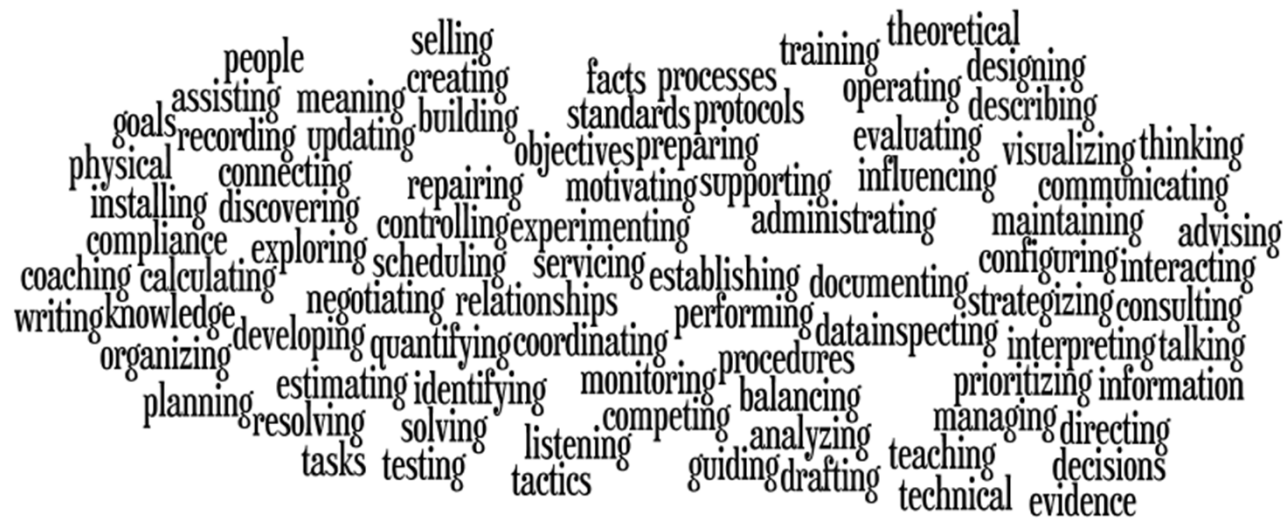 theoretical
selling
training
people
designing
creating
facts processes
operating
assisting meaning
describing
building
standards protocols
goals
recording updating
evaluating
visualizing thinking
objectives preparing
physical
connecting
influencing
repairing
motivating supporting
communicating
installing discovering
controlling experimenting
administrating
maintaining
advising
compliance
exploring
configuring
scheduling servicing
interacting
coaching calculating
establishing documenting
negotiating relationships
strategizing consulting
writing knowledge
performing
developing
data inspecting
quantifying coordinating
interpreting talking
organizing
procedures
estimating identifying
monitoring
prioritizing information
balancing
planning
competing
managing
resolving
solving
directing
listening
analyzing
teaching
tasks testing
guiding drafting
decisions
tactics
technical evidence